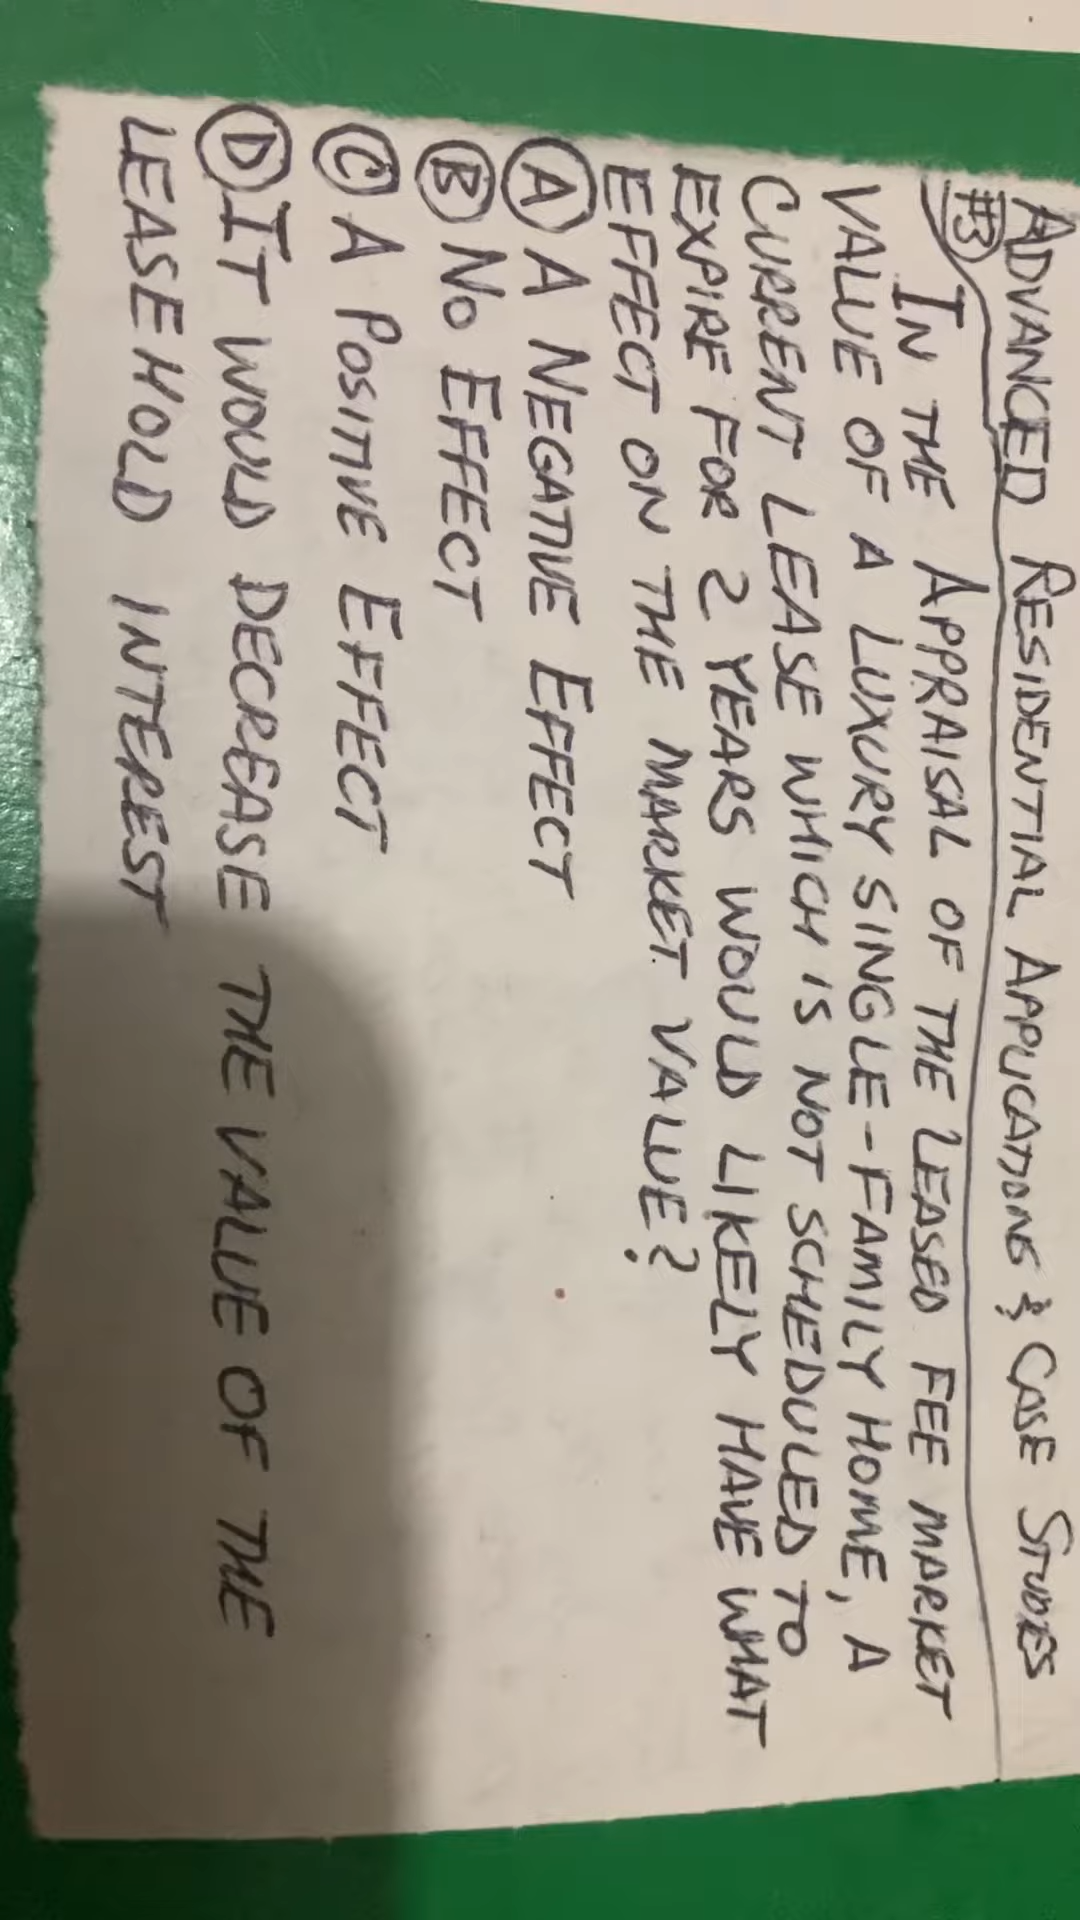 ADVANCED RESIDENTIAL APPLICATIONS & CASE STUDIES
#3
IN THE APPRAISAL OF THE LEASED FEE MARKET
VALUE OF A LUXURY SINGLE-FAMILY HOME, A
CURRENT LEASE WHICH IS NOT SCHEDULED TO
EXPIRE FOR 2 YEARS WOULD LIKELY HAVE WHAT
EFFECT ON THE MARKET VALUE?
A A NEGATIVE EFFECT
B NO EFFECT
C A POSITIVE EFFECT
D IT WOULD DECREASE THE VALUE OF THE
LEASEHOLD INTEREST